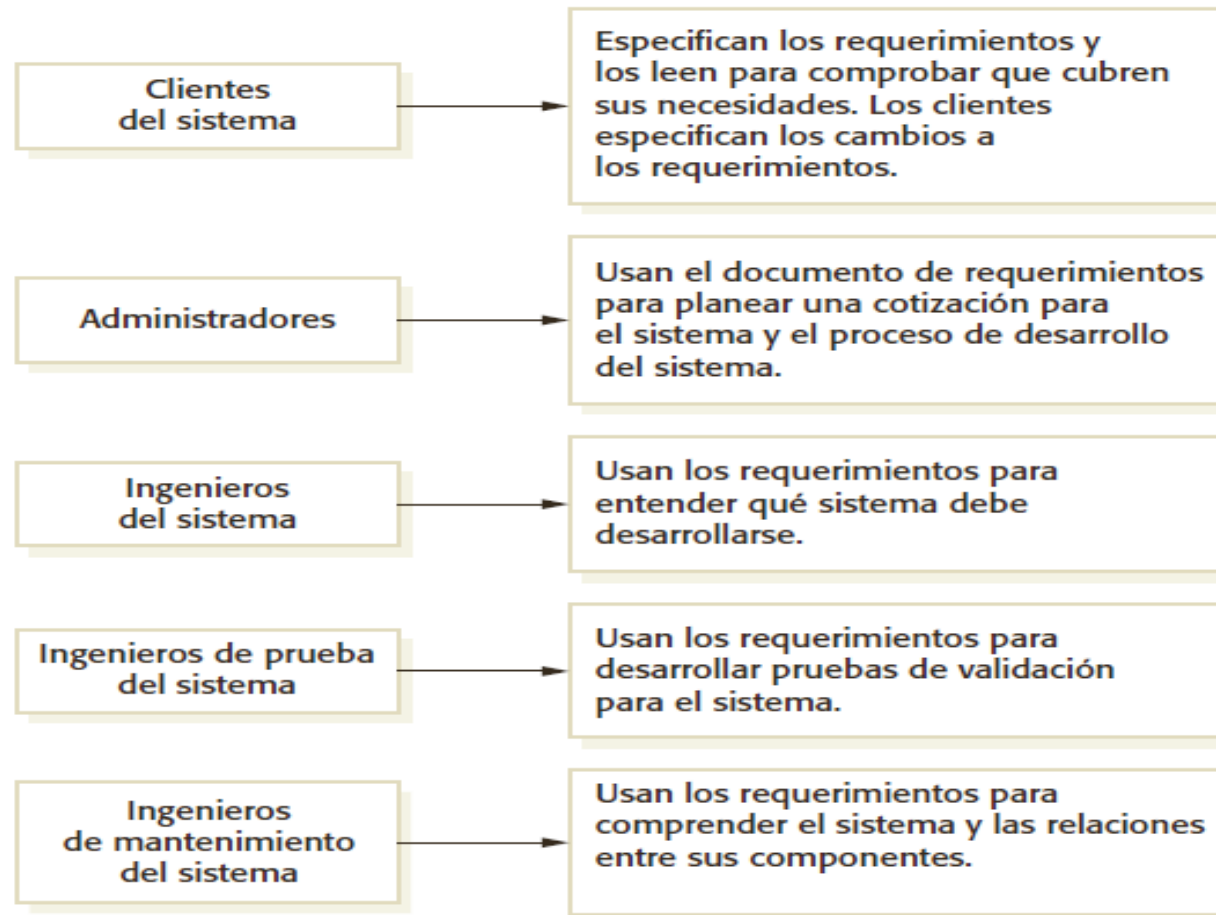 Clientes
del sistema
Especifican los requerimientos y
los leen para comprobar que cubren
sus necesidades. Los clientes
especifican los cambios a
los requerimientos.
Administradores
Usan el documento de requerimientos
para planear una cotización para
el sistema y el proceso de desarrollo
del sistema.
Ingenieros
del sistema
Usan los requerimientos para
entender qué sistema debe
desarrollarse.
Ingenieros de prueba
del sistema
Usan los requerimientos para
desarrollar pruebas de validación
para el sistema.
Ingenieros
de mantenimiento
del sistema
Usan los requerimientos para
comprender el sistema y las relaciones
entre sus componentes.